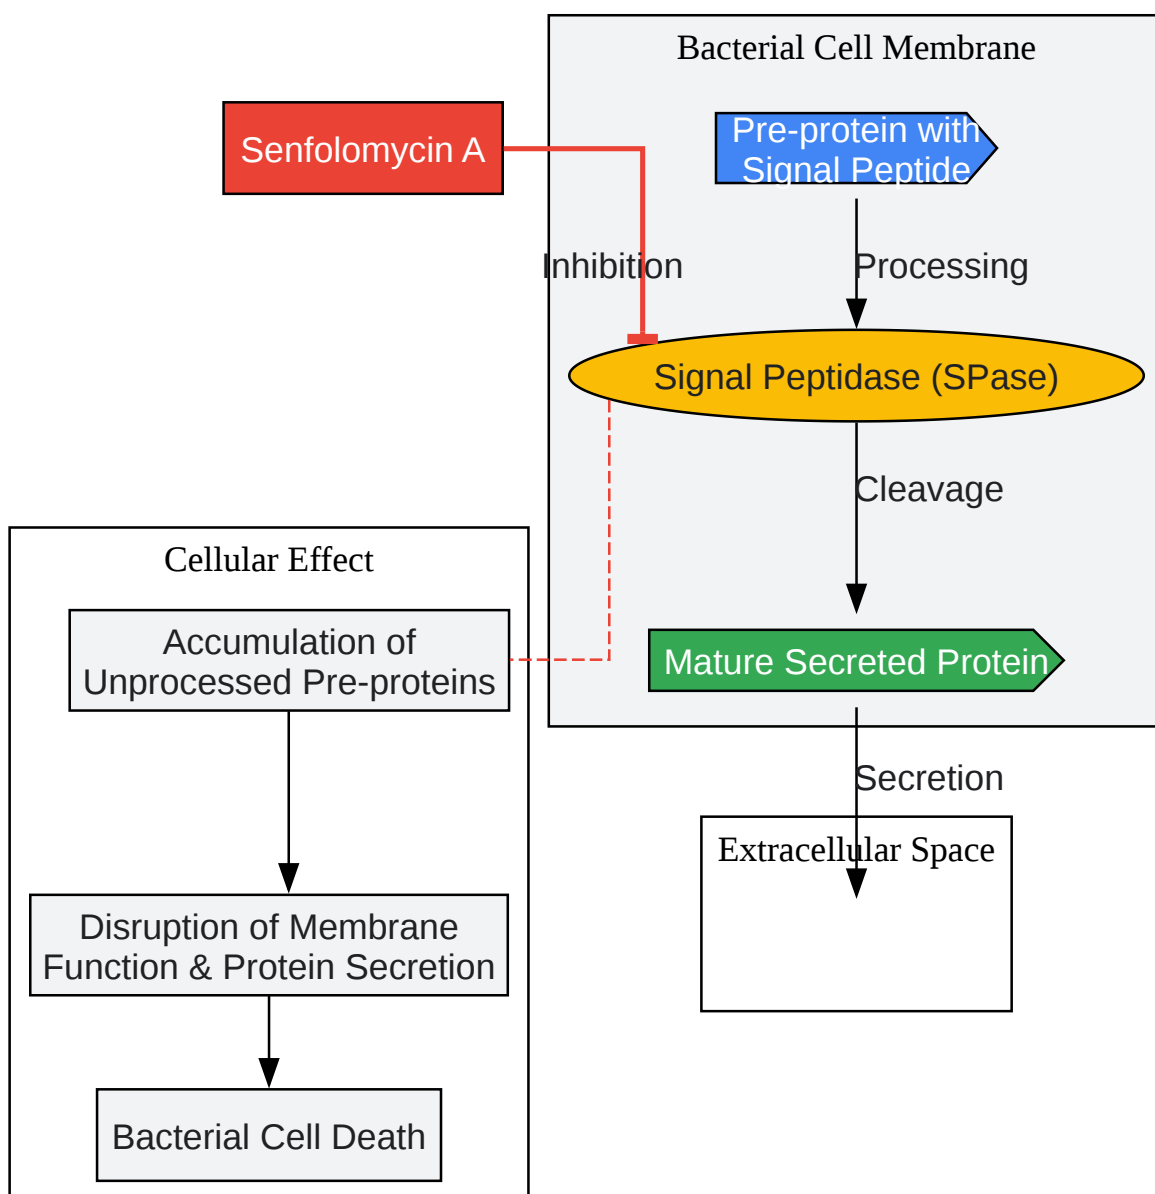 Bacterial Cell Membrane
Senfolomycin A
Pre-protein with
Signal Peptide
Inhibition
Processing
Signal Peptidase (SPase)
Cleavage
Cellular Effect
Accumulation of
Unprocessed Pre-proteins
Mature Secreted Protein
Secretion
Extracellular Space
Disruption of Membrane
Function & Protein Secretion
Bacterial Cell Death